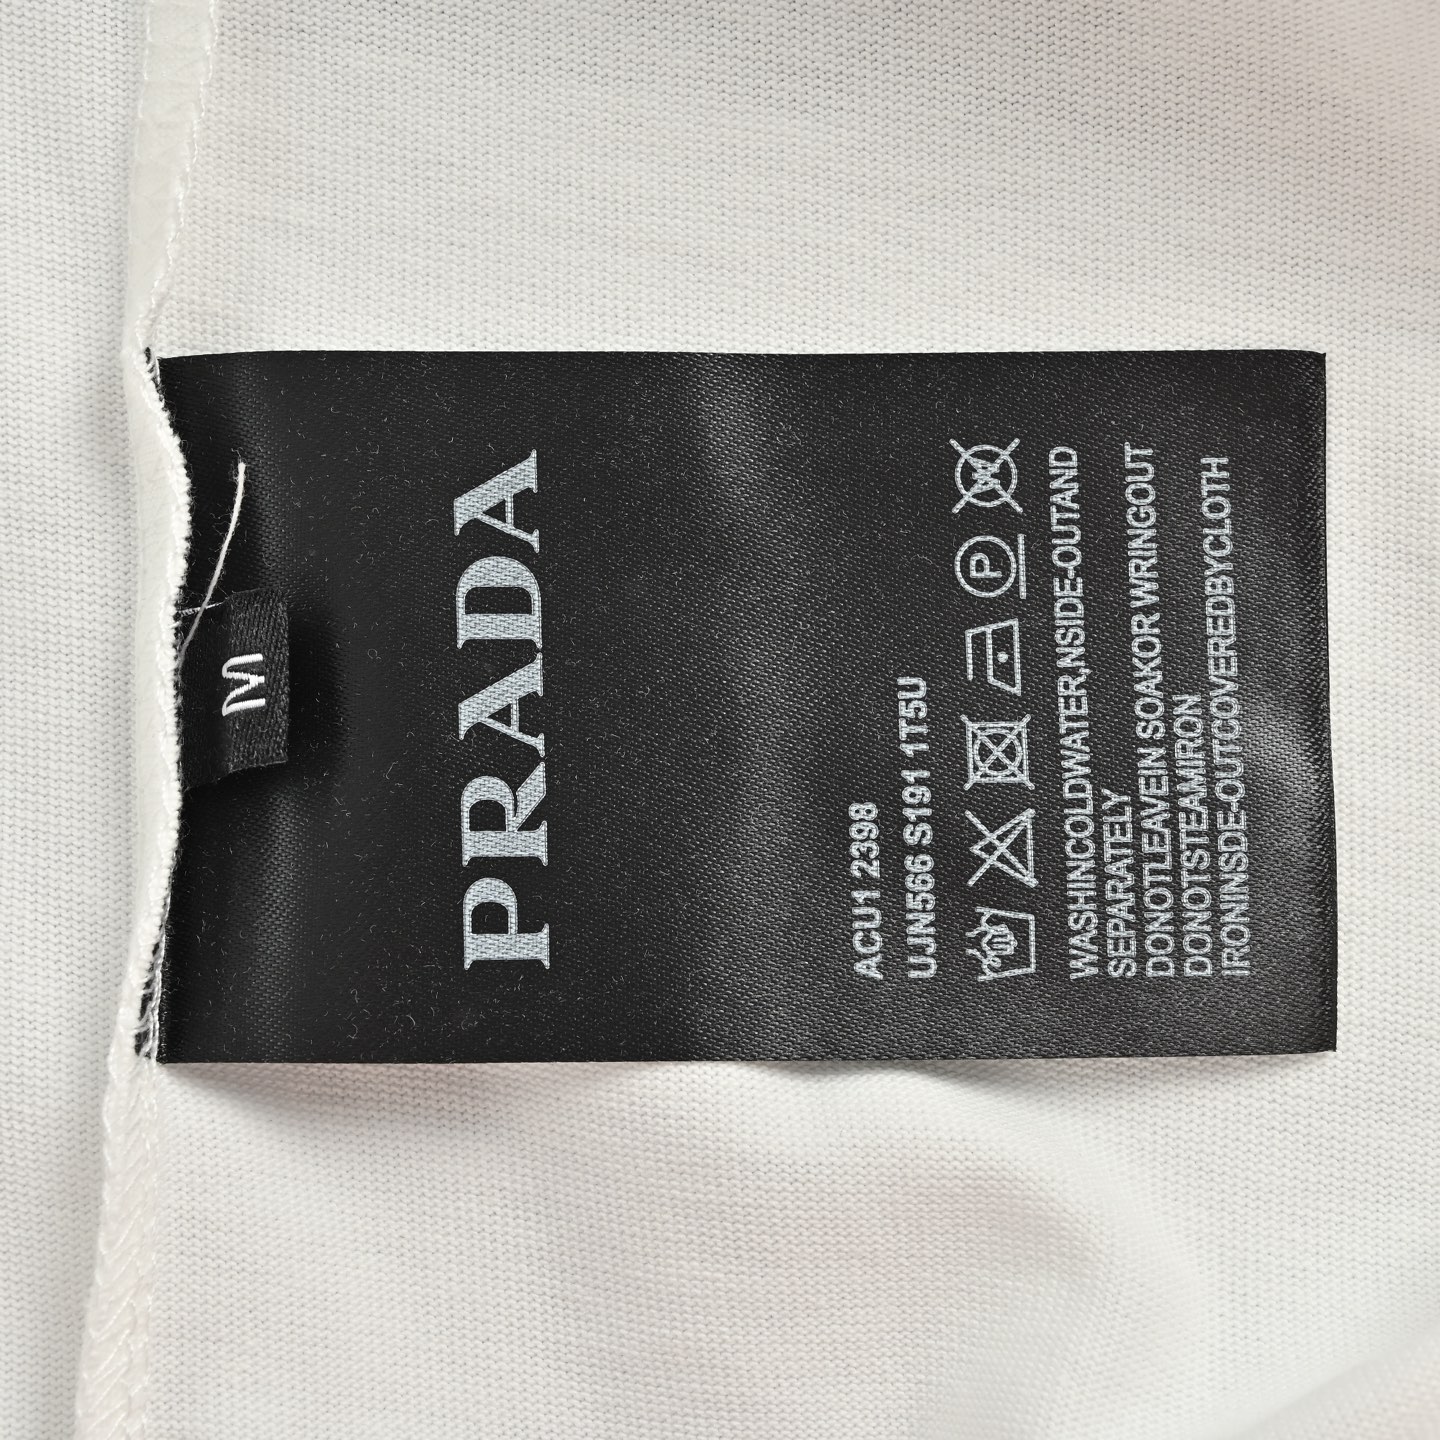 M
PRADA
ACU1 2398
UJN566 S191 1T5U
WASHINCOLDWATER,NSIDE-OUTAND
SEPARATELY
DONOTLEAVEIN SOAKOR WRINGOUT
DONOTSTEAMIRON
IRONINSDE-OUTCOVEREDBYCLOTH